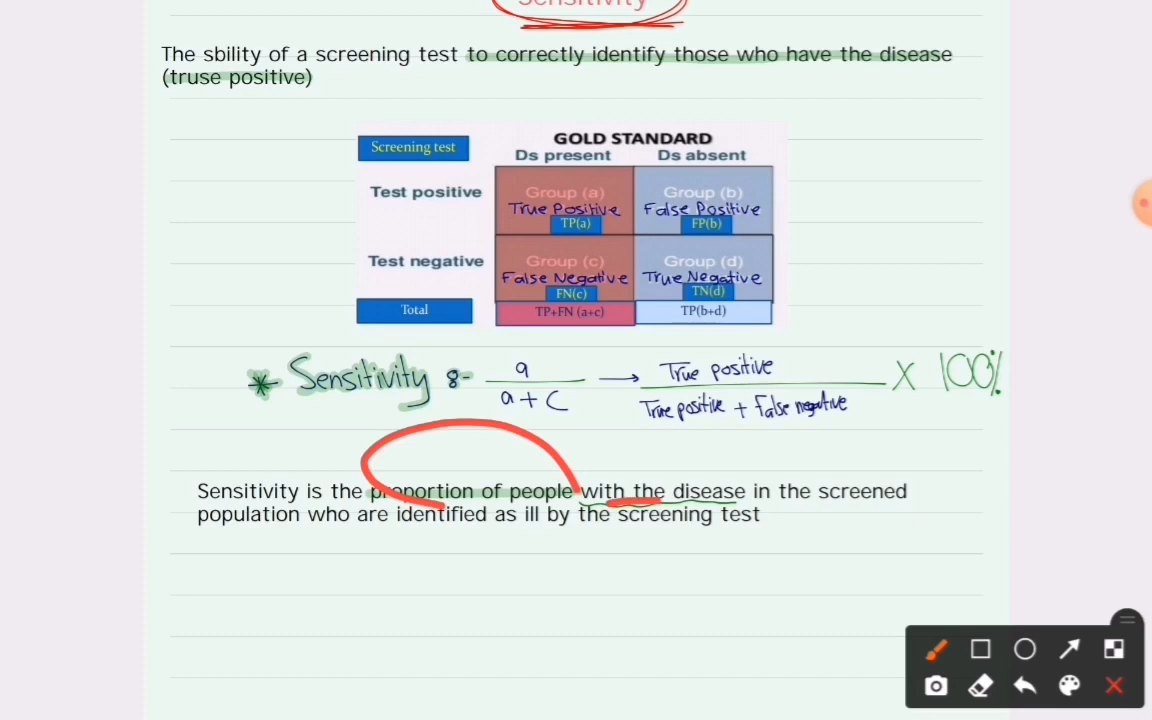 Sensitivity
The sbility of a screening test to correctly identify those who have the disease
(truse positive)
GOLD STANDARD
Screening test
Ds present Ds absent
Test positive
Group (a) Group (b)
True Positive False Positive
TP(a) FP(b)
Test negative
Group (c) Group (d)
False Negative True Negative
FN(c) TN(d)
Total
TP+FN (a+c) TP(b+d)
* Sensitivity 8- a → True positive X 100%
a + C True positive + False negative
Sensitivity is the proportion of people with the disease in the screened
population who are identified as ill by the screening test